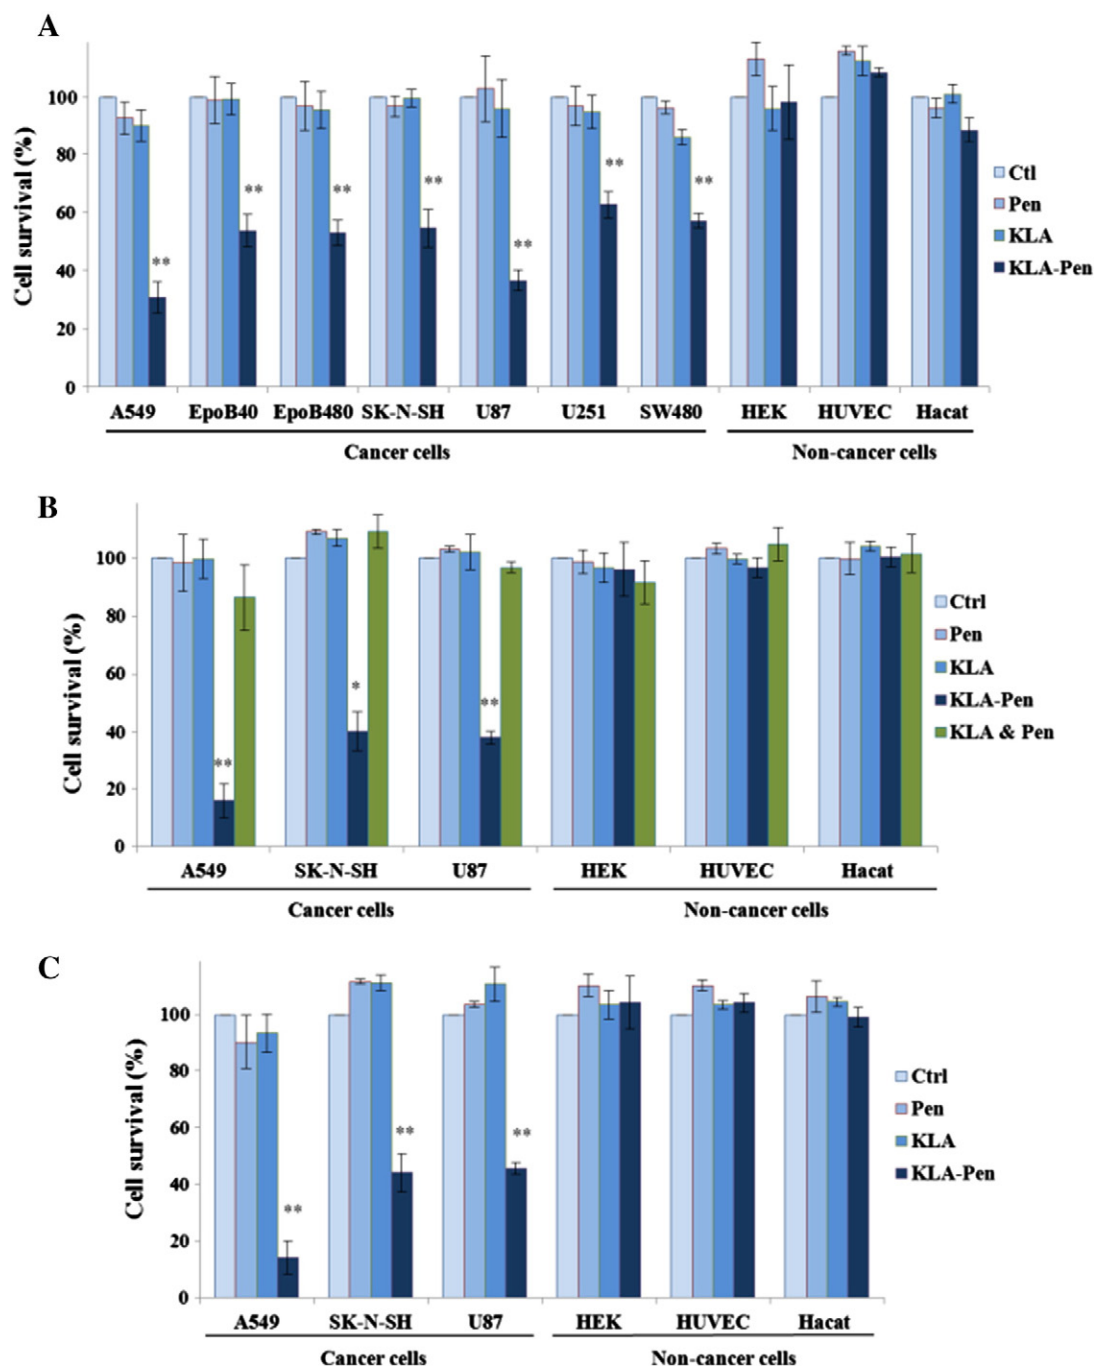 A
Cell survival (%)
100
80
60
40
20
0
**
**
**
**
**
**
**
A549 EpoB40 EpoB480 SK-N-SH U87 U251 SW480 HEK HUVEC Hacat
Cancer cells Non-cancer cells
Ctl
Pen
KLA
KLA-Pen
B
Cell survival (%)
100
80
60
40
20
0
**
*
**
A549 SK-N-SH U87 HEK HUVEC Hacat
Cancer cells Non-cancer cells
Ctrl
Pen
KLA
KLA-Pen
KLA & Pen
C
Cell survival (%)
100
80
60
40
20
0
**
**
**
A549 SK-N-SH U87 HEK HUVEC Hacat
Cancer cells Non-cancer cells
Ctrl
Pen
KLA
KLA-Pen